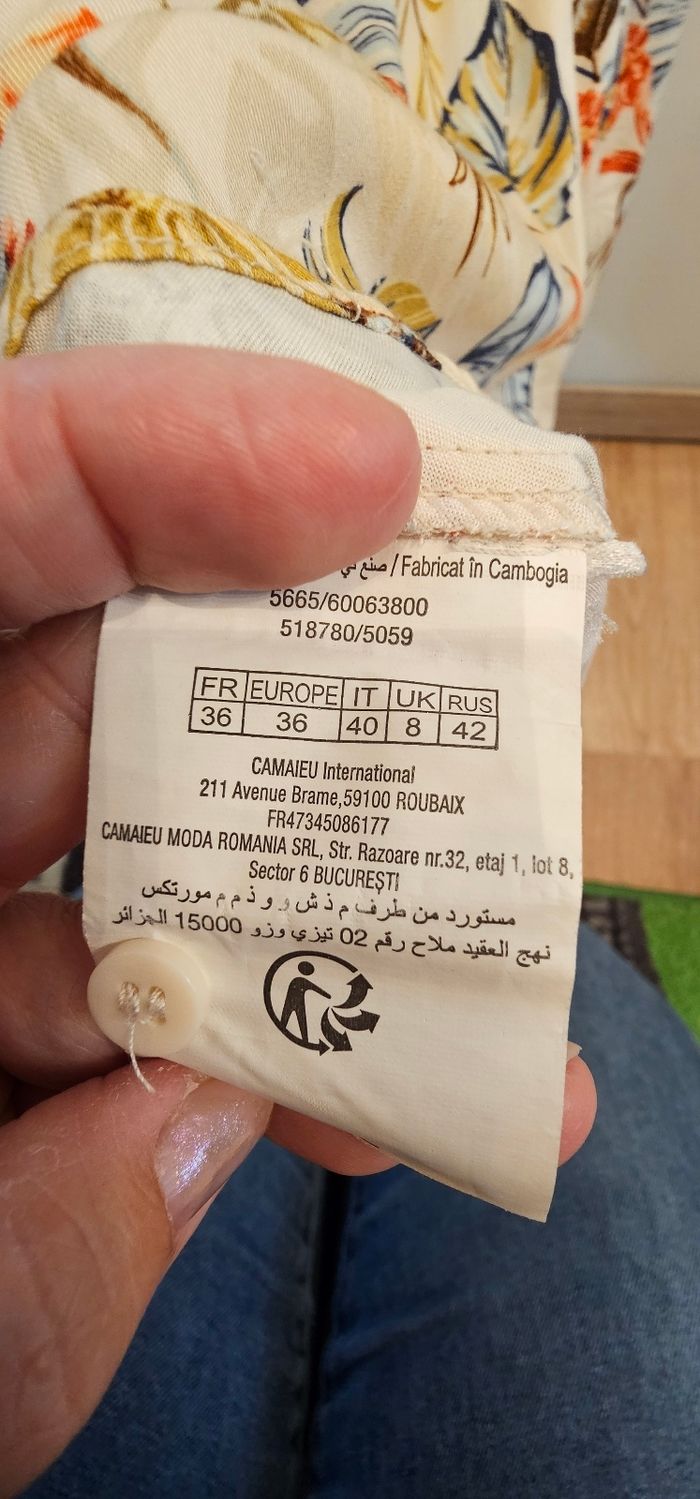 صنع في / Fabricat în Cambogia
5665/60063800
518780/5059
FR EUROPE IT UK RUS
36 36 40 8 42
CAMAIEU International
211 Avenue Brame,59100 ROUBAIX
FR47345086177
CAMAIEU MODA ROMANIA SRL, Str. Razoare nr.32, etaj 1, lot 8,
Sector 6 BUCUREŞTI
مستورد من طرف م ذ ش و و ذ م م مورتكس
نهج العقيد ملاح رقم 02 تيزي وزو 15000 الجزائر